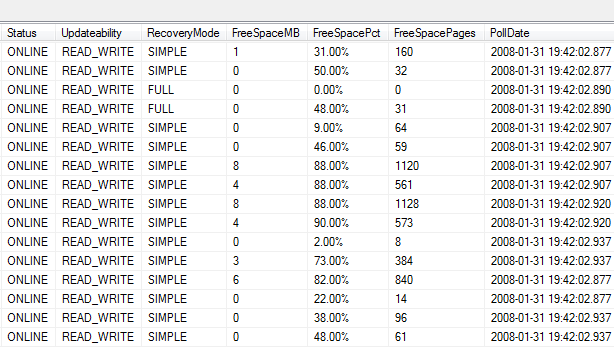 Status Updateability RecoveryMode FreeSpaceMB FreeSpacePct FreeSpacePages PollDate
ONLINE READ_WRITE SIMPLE 1 31.00% 160 2008-01-31 19:42:02.877
ONLINE READ_WRITE SIMPLE 0 50.00% 32 2008-01-31 19:42:02.877
ONLINE READ_WRITE FULL 0 0.00% 0 2008-01-31 19:42:02.890
ONLINE READ_WRITE FULL 0 48.00% 31 2008-01-31 19:42:02.890
ONLINE READ_WRITE SIMPLE 0 9.00% 64 2008-01-31 19:42:02.907
ONLINE READ_WRITE SIMPLE 0 46.00% 59 2008-01-31 19:42:02.907
ONLINE READ_WRITE SIMPLE 8 88.00% 1120 2008-01-31 19:42:02.907
ONLINE READ_WRITE SIMPLE 4 88.00% 561 2008-01-31 19:42:02.907
ONLINE READ_WRITE SIMPLE 8 88.00% 1128 2008-01-31 19:42:02.920
ONLINE READ_WRITE SIMPLE 4 90.00% 573 2008-01-31 19:42:02.920
ONLINE READ_WRITE SIMPLE 0 2.00% 8 2008-01-31 19:42:02.937
ONLINE READ_WRITE SIMPLE 3 73.00% 384 2008-01-31 19:42:02.937
ONLINE READ_WRITE SIMPLE 6 82.00% 840 2008-01-31 19:42:02.877
ONLINE READ_WRITE SIMPLE 0 22.00% 14 2008-01-31 19:42:02.877
ONLINE READ_WRITE SIMPLE 0 38.00% 96 2008-01-31 19:42:02.937
ONLINE READ_WRITE SIMPLE 0 48.00% 61 2008-01-31 19:42:02.937